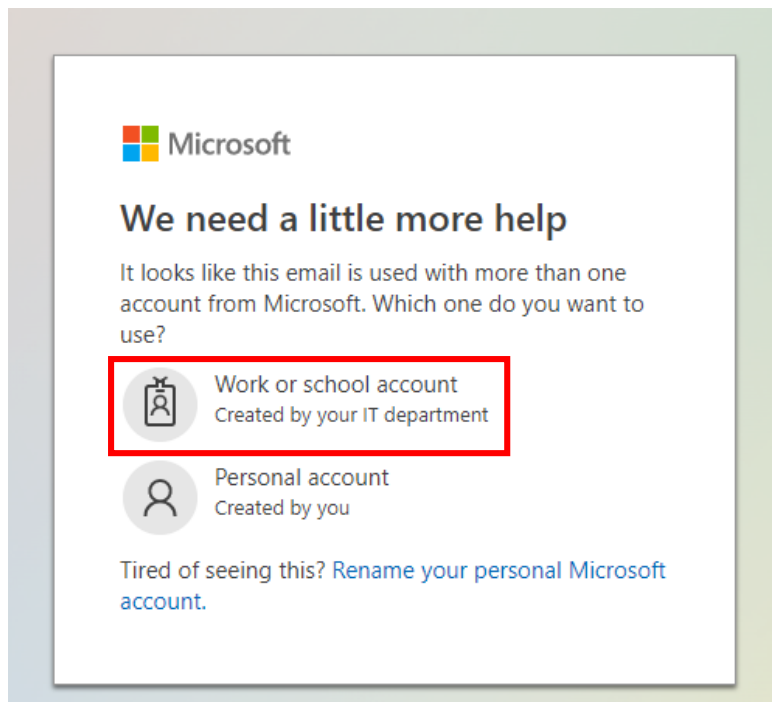 Microsoft
We need a little more help
It looks like this email is used with more than one
account from Microsoft. Which one do you want to
use?
Work or school account
Created by your IT department
Personal account
Created by you
Tired of seeing this? Rename your personal Microsoft
account.